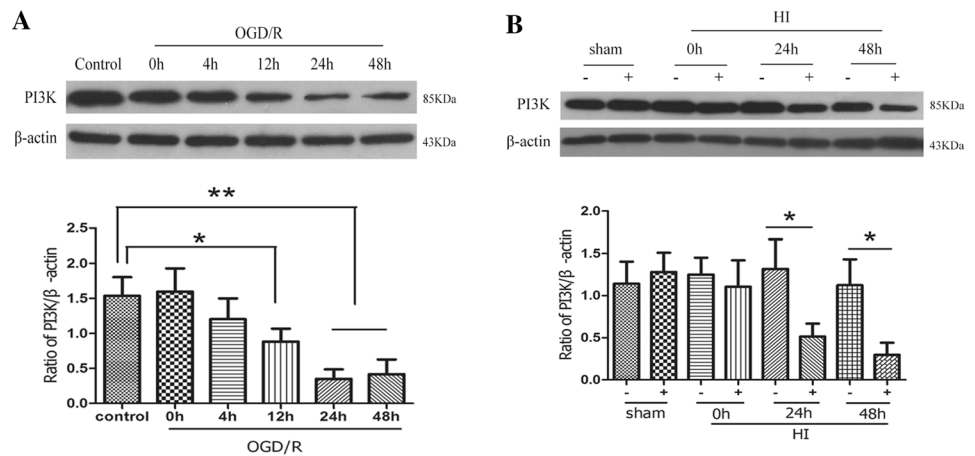 A
OGD/R
Control 0h 4h 12h 24h 48h
PI3K
85KDa
β-actin
43KDa
**
*
Ratio of PI3K/β -actin
2.5
2.0
1.5
1.0
0.5
0.0
control 0h 4h 12h 24h 48h
OGD/R
B
HI
sham 0h 24h 48h
- + - + - + - +
PI3K
85KDa
β-actin
43KDa
*
*
Ratio of PI3K/β -actin
2.0
1.5
1.0
0.5
0.0
- + - + - + - +
sham 0h 24h 48h
HI